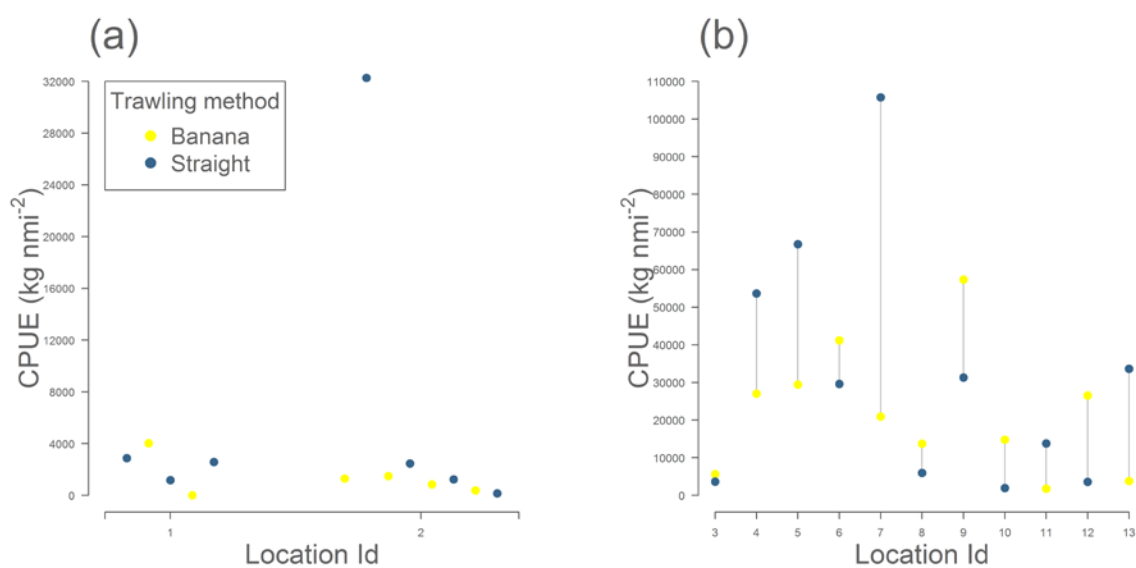 (a)
CPUE (kg nmi-2)
32000
28000
24000
20000
16000
12000
8000
4000
0
Trawling method
Banana
Straight
1 2
Location Id
(b)
CPUE (kg nmi-2)
110000
100000
90000
80000
70000
60000
50000
40000
30000
20000
10000
0
3 4 5 6 7 8 9 10 11 12 13
Location Id